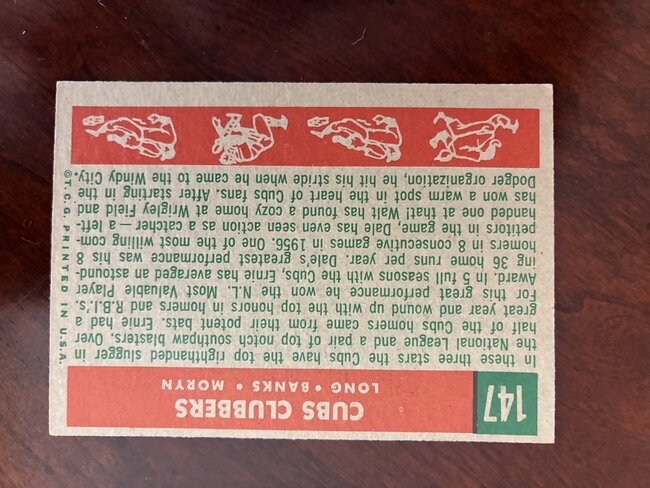 147
CUBS CLUBBERS
LONG • BANKS • MORYN
In these three stars the Cubs have the top righthanded slugger in
the National League and a pair of top notch southpaw blasters. Over
half of the Cubs homers came from their potent bats. Ernie had a
great year and wound up with the top honors in homers and R.B.I.'s.
For this great performance he won the N.L. Most Valuable Player
Award. In 5 full seasons with the Cubs, Ernie has averaged an astound-
ing 36 home runs per year. Dale's greatest performance was his 8
homers in 8 consecutive games in 1956. One of the most willing com-
petitors in the game, Dale, has even seen action as a catcher — a left-
handed one at that! Walt has found a cozy home at Wrigley Field and
has won a warm a spot in the heart of Cubs fans. After starting in the
Dodger organization, he hit his stride when he came to the Windy City.
©T.C.G. PRINTED IN U.S.A.